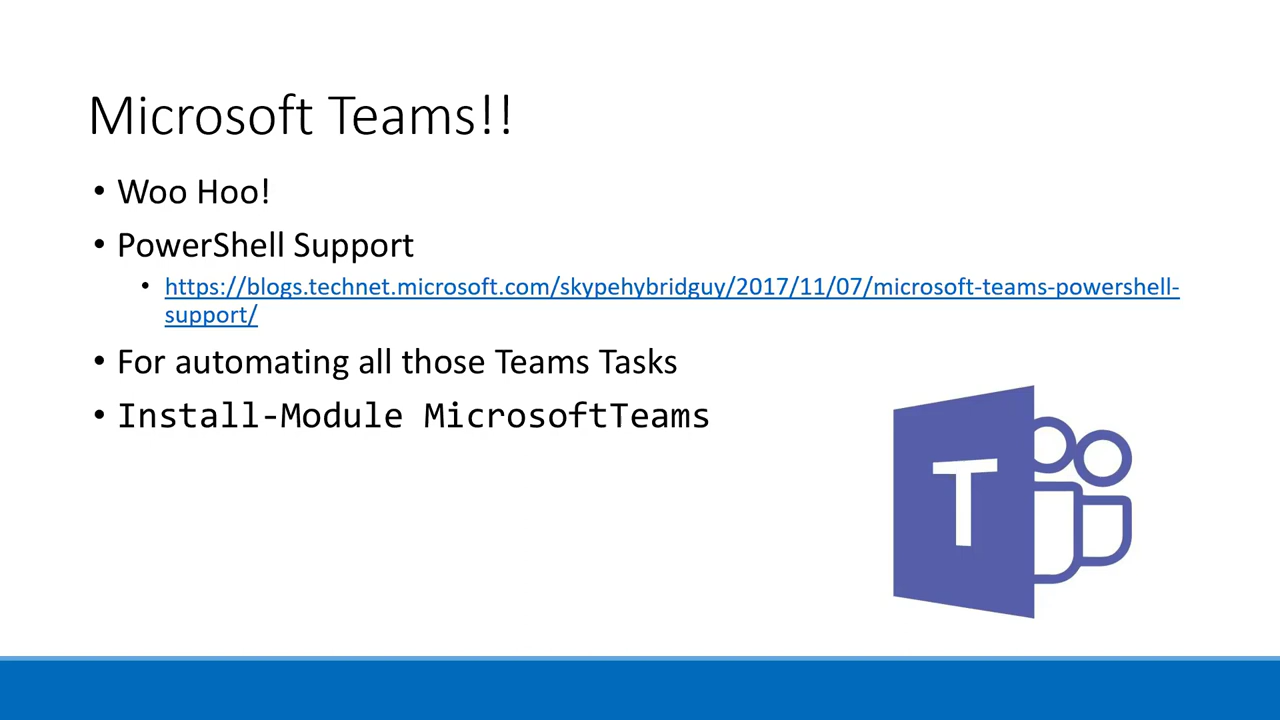 Microsoft Teams!!
• Woo Hoo!
• PowerShell Support
• https://blogs.technet.microsoft.com/skypehybridguy/2017/11/07/microsoft-teams-powershell-
support/
• For automating all those Teams Tasks
• Install-Module MicrosoftTeams
T